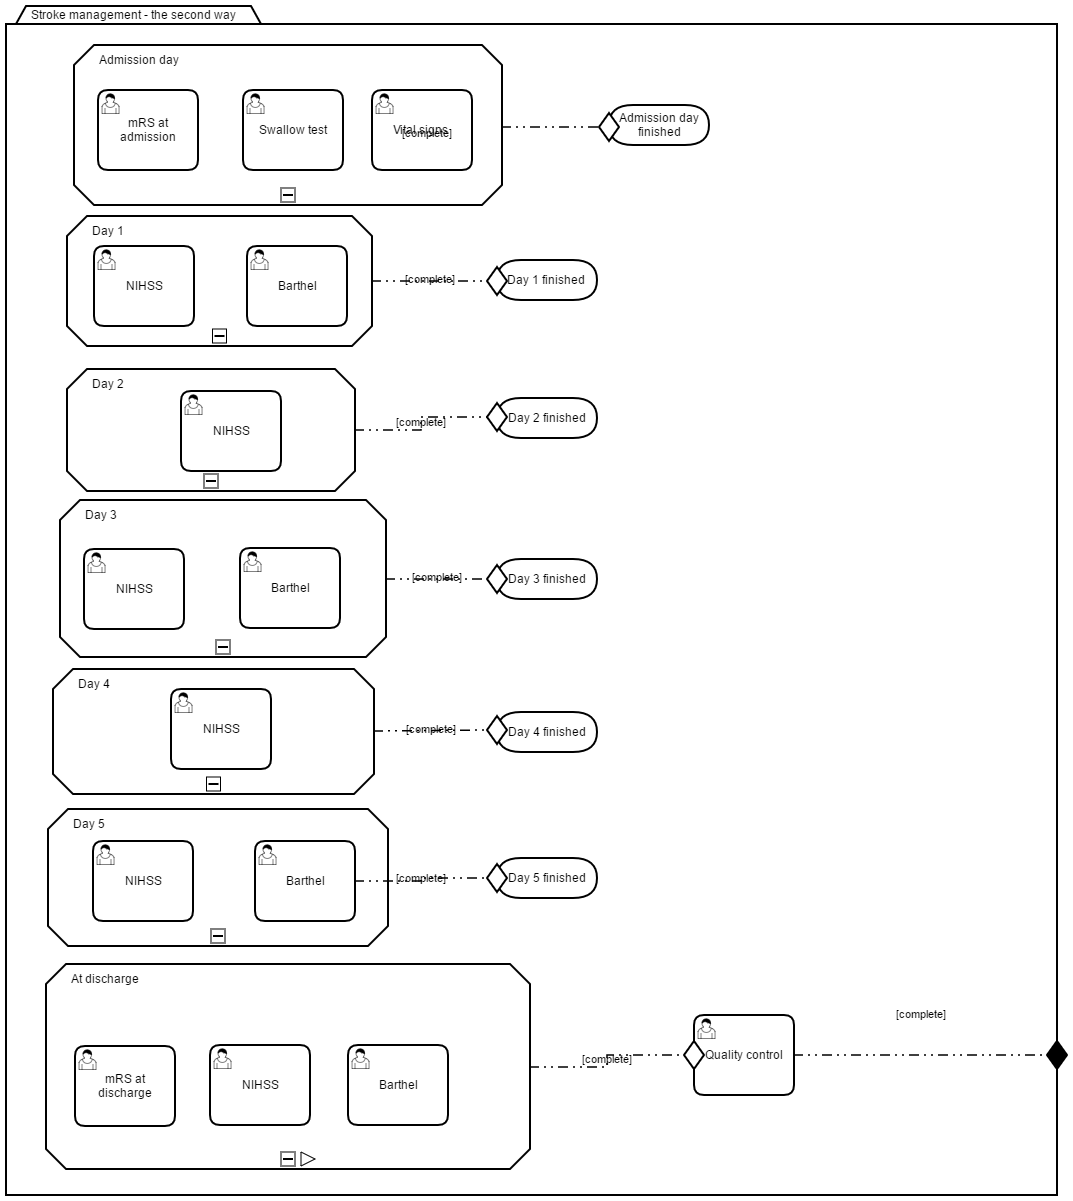 Stroke management - the second way
Admission day
mRS at
admission
Swallow test
Vital signs
[complete]
Admission day
finished
Day 1
NIHSS
Barthel
[complete]
Day 1 finished
Day 2
NIHSS
[complete]
Day 2 finished
Day 3
NIHSS
Barthel
[complete]
Day 3 finished
Day 4
NIHSS
[complete]
Day 4 finished
Day 5
NIHSS
Barthel
[complete]
Day 5 finished
At discharge
mRS at
discharge
NIHSS
Barthel
[complete]
Quality control
[complete]